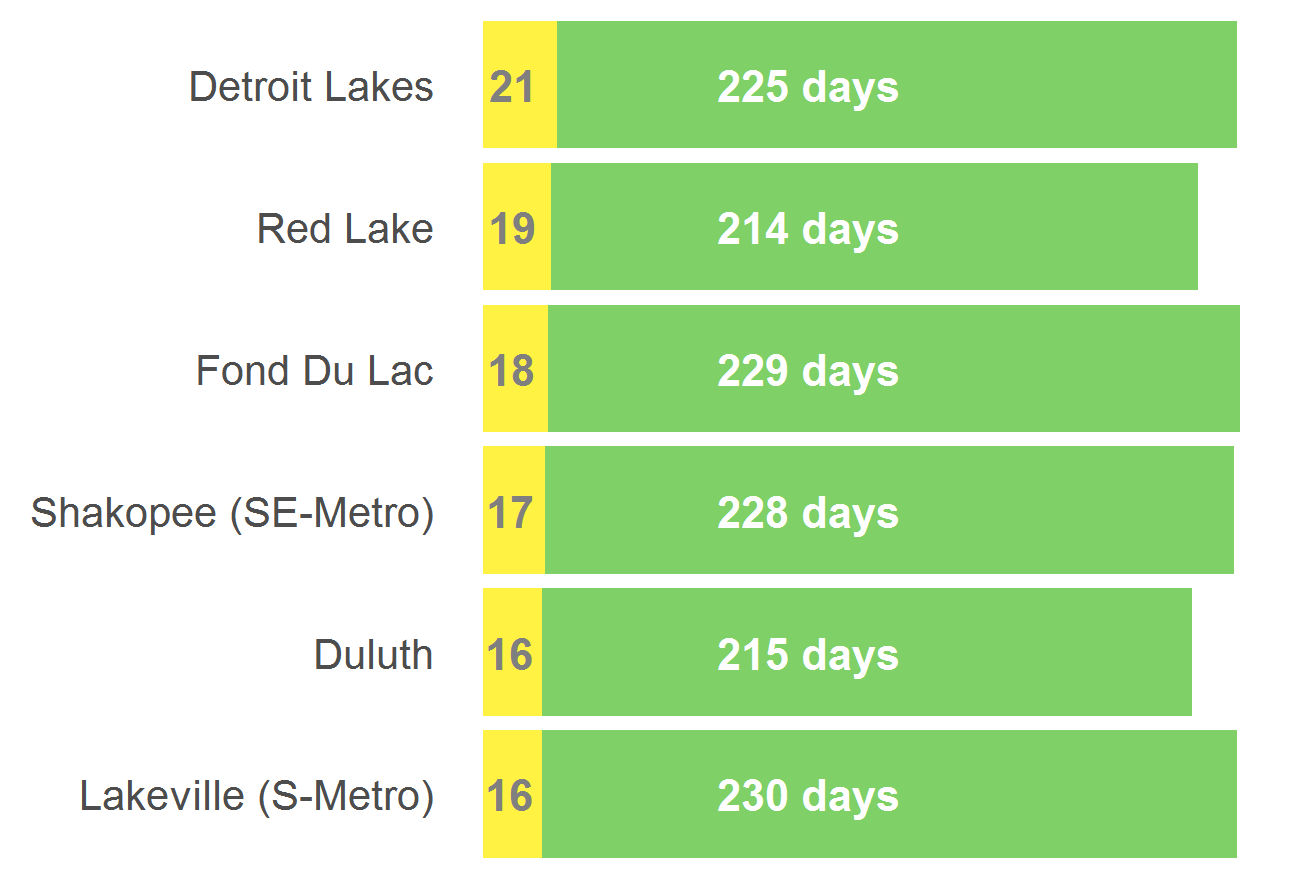 Detroit Lakes 21 225 days
Red Lake 19 214 days
Fond Du Lac 18 229 days
Shakopee (SE-Metro) 17 228 days
Duluth 16 215 days
Lakeville (S-Metro) 16 230 days